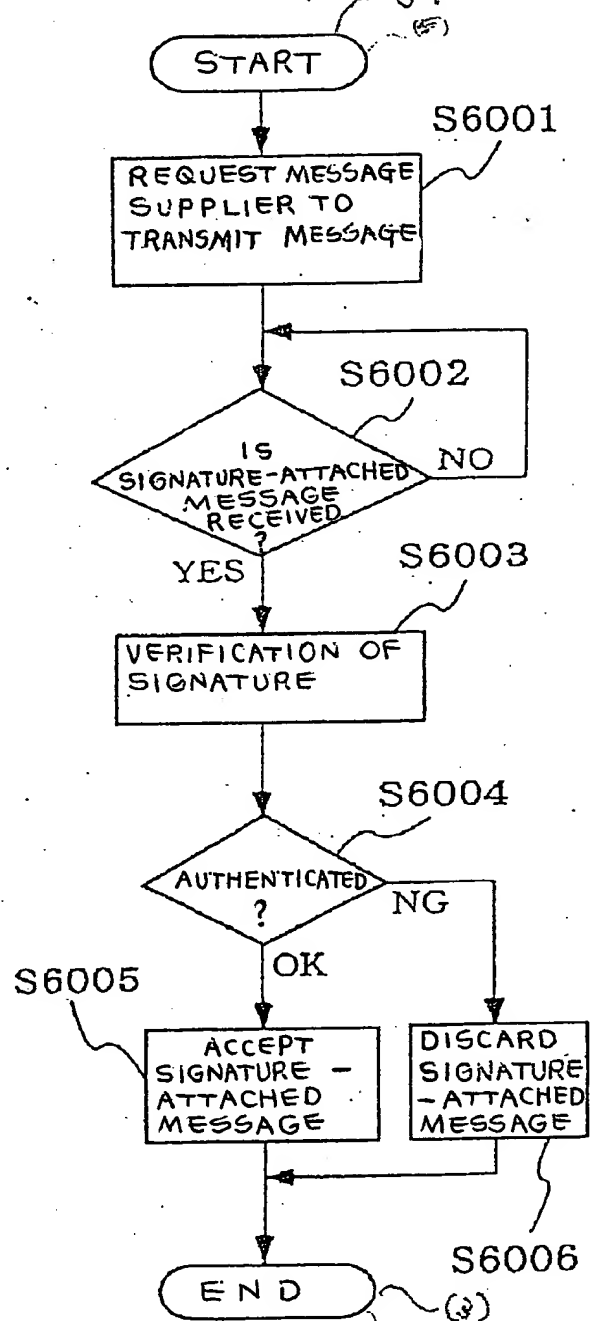 START
S6001
REQUEST MESSAGE
SUPPLIER TO
TRANSMIT MESSAGE
S6002
IS
SIGNATURE-ATTACHED
MESSAGE
RECEIVED
?
NO
YES
S6003
VERIFICATION OF
SIGNATURE
S6004
AUTHENTICATED
?
NG
OK
S6005
ACCEPT
SIGNATURE -
ATTACHED
MESSAGE
DISCARD
SIGNATURE
-ATTACHED
MESSAGE
S6006
END